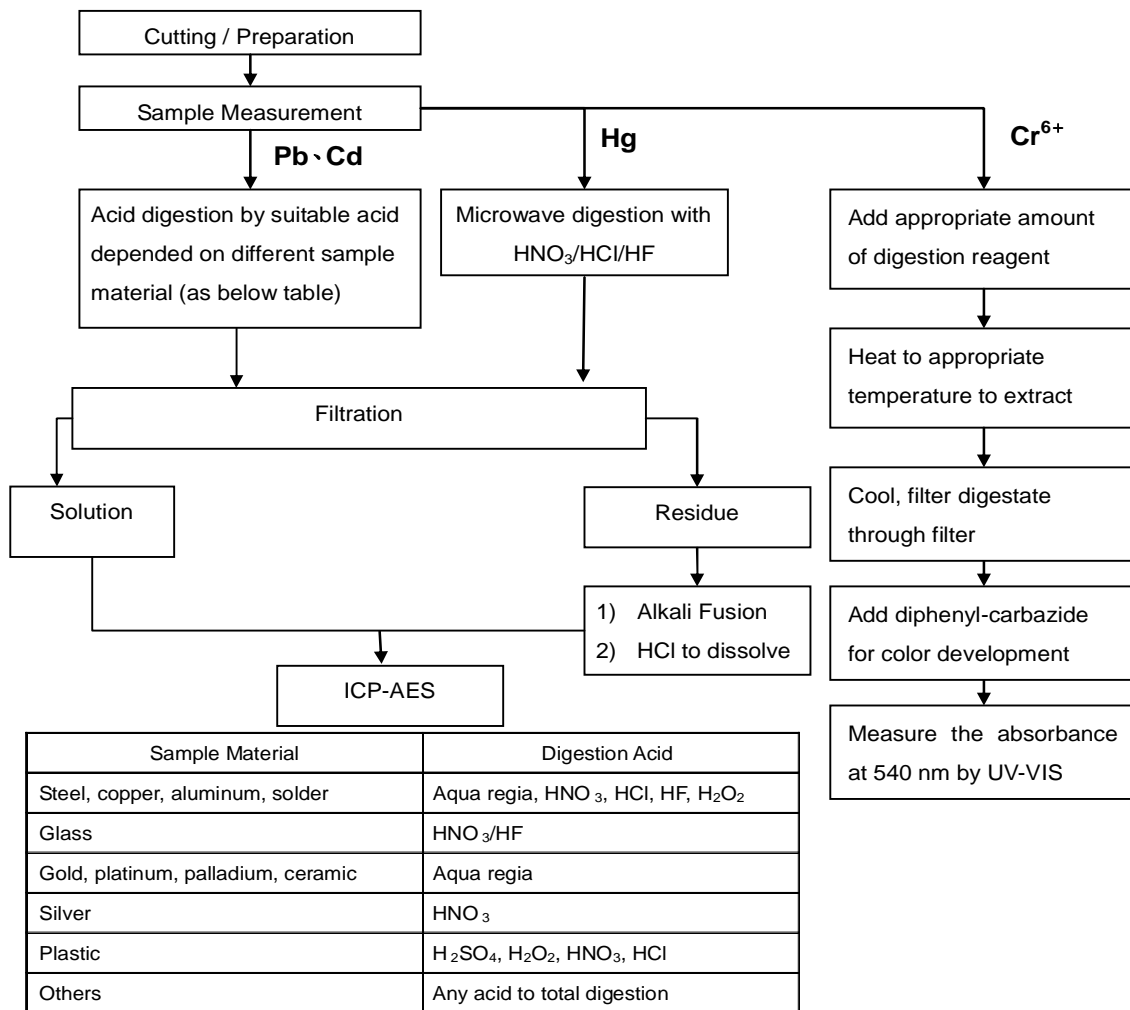 Cutting / Preparation
Sample Measurement
Pb、Cd
Hg
Cr⁶⁺
Acid digestion by suitable acid
depended on different sample
material (as below table)
Microwave digestion with
HNO₃/HCl/HF
Add appropriate amount
of digestion reagent
Heat to appropriate
temperature to extract
Filtration
Solution
Residue
Cool, filter digestate
through filter
1) Alkali Fusion
2) HCl to dissolve
Add diphenyl-carbazide
for color development
ICP-AES
Measure the absorbance
at 540 nm by UV-VIS
Sample Material Digestion Acid
Steel, copper, aluminum, solder Aqua regia, HNO₃, HCl, HF, H₂O₂
Glass HNO₃/HF
Gold, platinum, palladium, ceramic Aqua regia
Silver HNO₃
Plastic H₂SO₄, H₂O₂, HNO₃, HCl
Others Any acid to total digestion